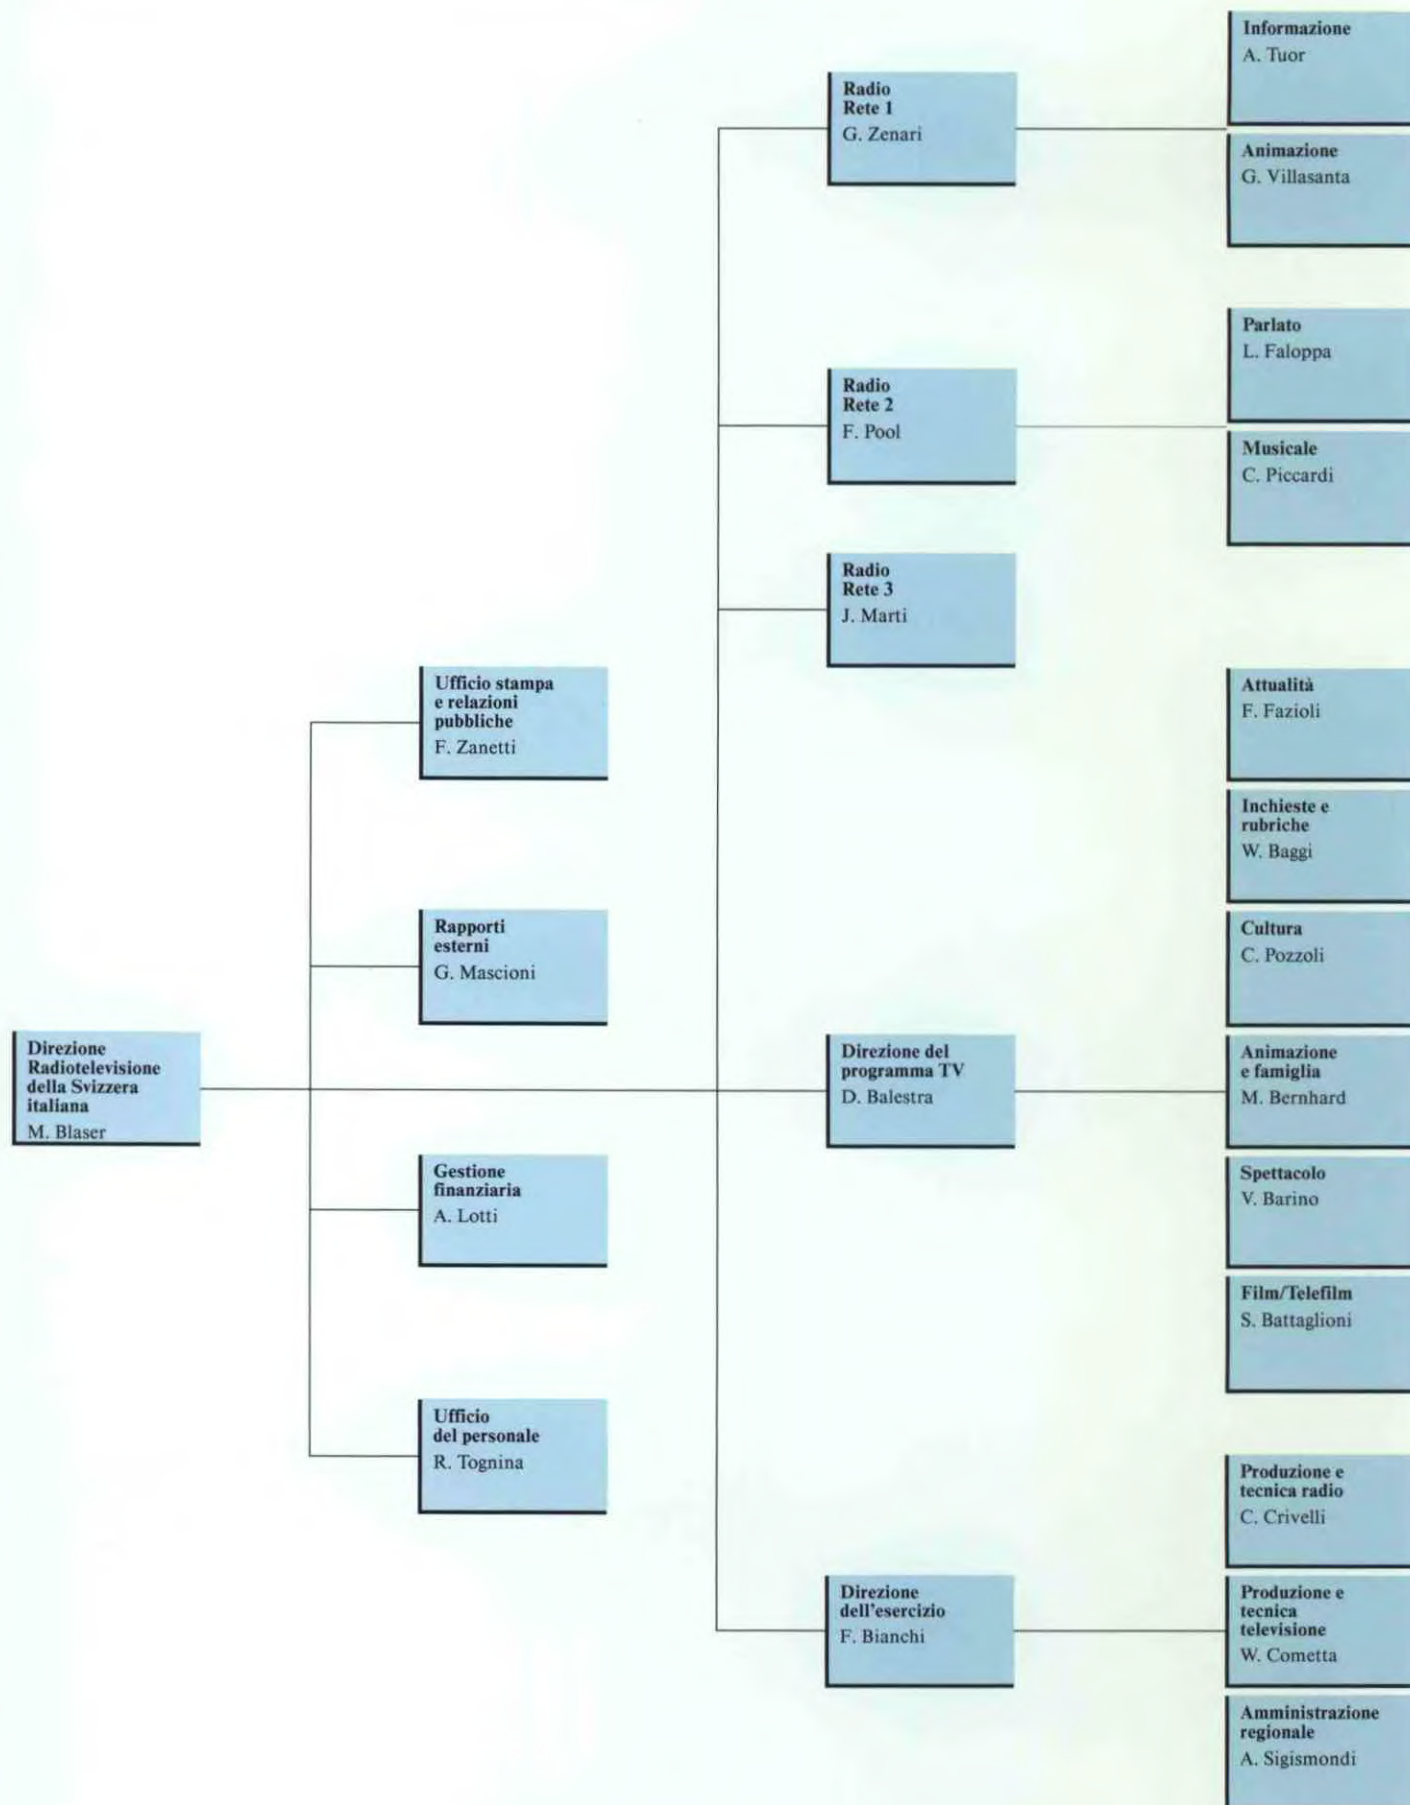 Direzione
Radiotelevisione
della Svizzera
italiana
M. Blaser
Ufficio stampa
e relazioni
pubbliche
F. Zanetti
Rapporti
esterni
G. Mascioni
Gestione
finanziaria
A. Lotti
Ufficio
del personale
R. Tognina
Radio
Rete 1
G. Zenari
Radio
Rete 2
F. Pool
Radio
Rete 3
J. Marti
Direzione del
programma TV
D. Balestra
Direzione
dell'esercizio
F. Bianchi
Informazione
A. Tuor
Animazione
G. Villasanta
Parlato
L. Faloppa
Musicale
C. Piccardi
Attualità
F. Fazioli
Inchieste e
rubriche
W. Baggi
Cultura
C. Pozzoli
Animazione
e famiglia
M. Bernhard
Spettacolo
V. Barino
Film/Telefilm
S. Battaglioni
Produzione e
tecnica radio
C. Crivelli
Produzione e
tecnica
televisione
W. Cometta
Amministrazione
regionale
A. Sigismondi